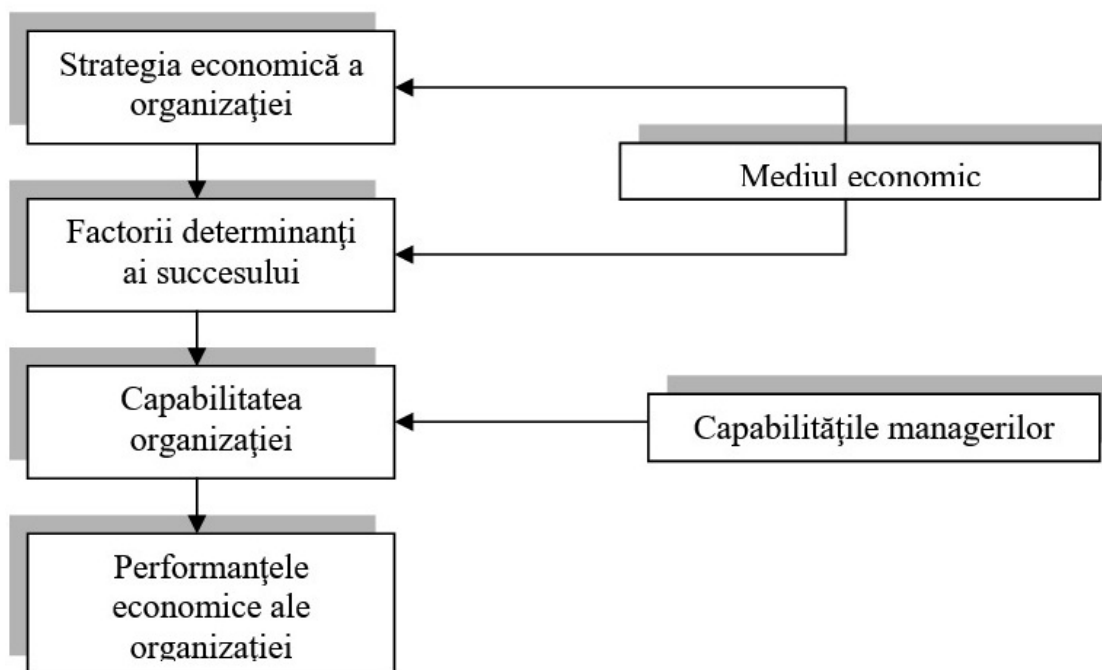 Strategia economică a
organizaţiei
Mediul economic
Factorii determinanţi
ai succesului
Capabilitatea
organizaţiei
Capabilităţile managerilor
Performanţele
economice ale
organizaţiei